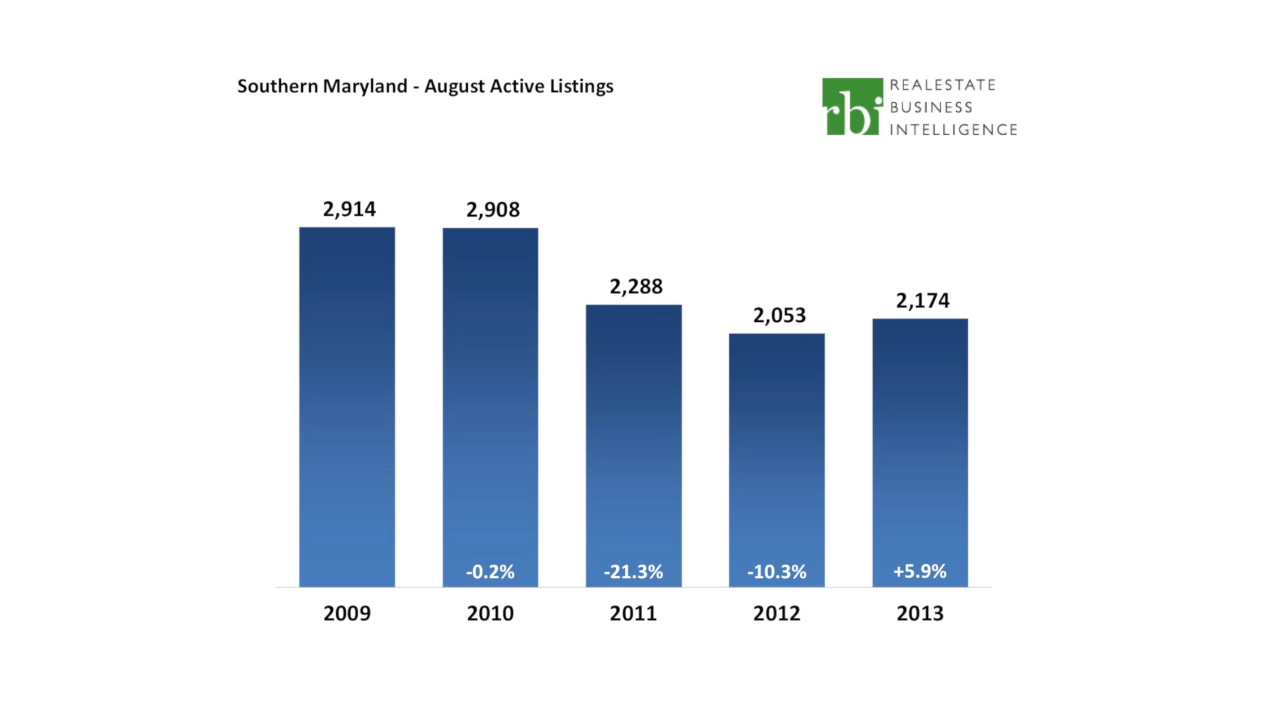 Southern Maryland - August Active Listings
rbi
REALESTATE
BUSINESS
INTELLIGENCE
2,914
2,908
2,288
2,053
2,174
-0.2%
-21.3%
-10.3%
+5.9%
2009
2010
2011
2012
2013